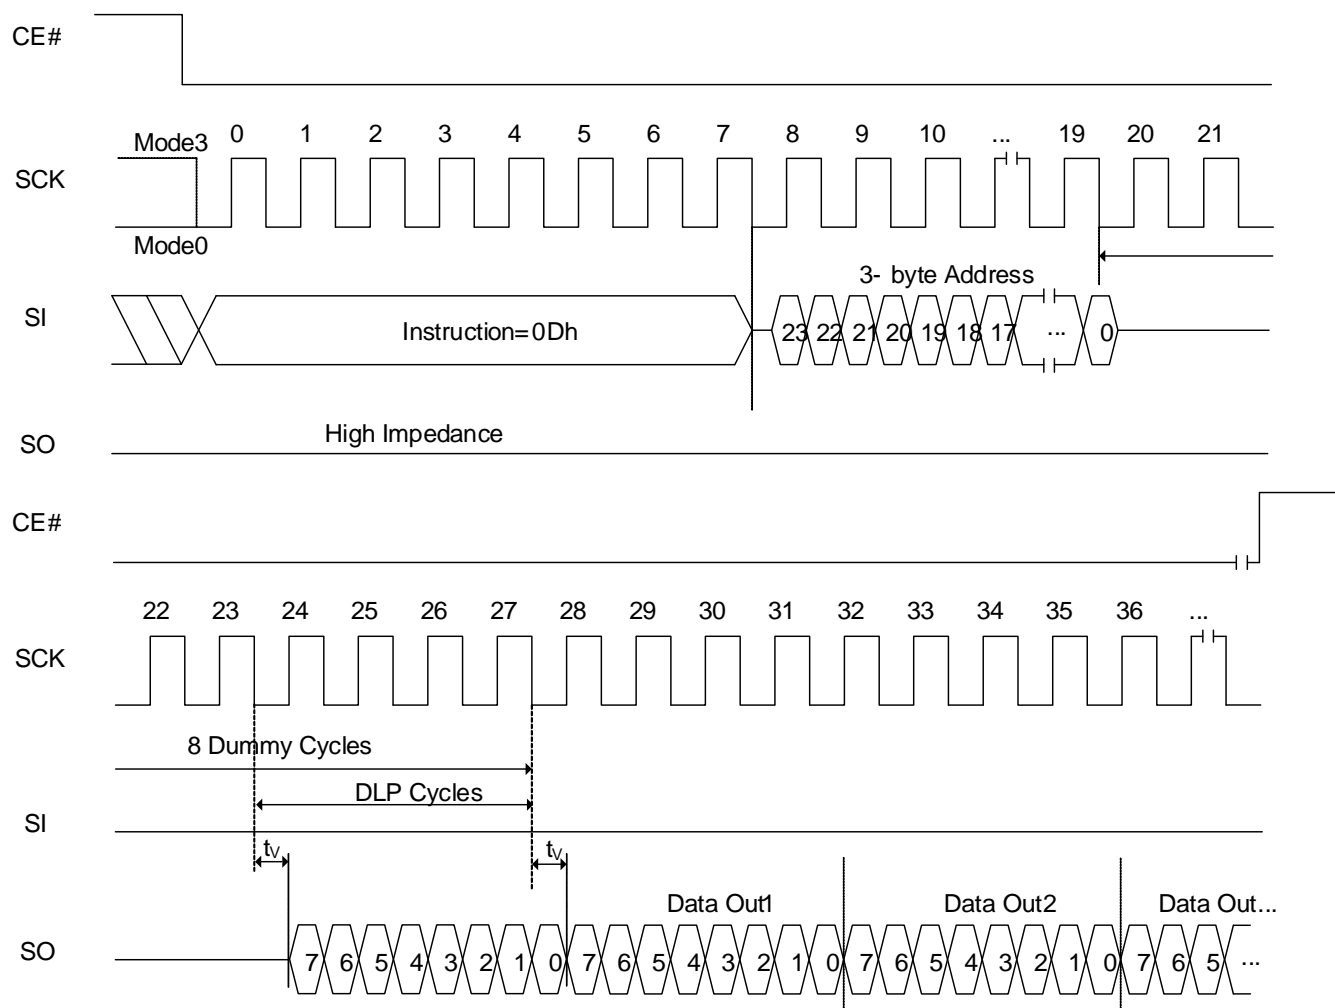 CE#
0 1 2 3 4 5 6 7 8 9 10 ... 19 20 21
Mode3
SCK
Mode0
3- byte Address
SI
Instruction=0Dh
23 22 21 20 19 18 17 ... 0
High Impedance
SO
CE#
22 23 24 25 26 27 28 29 30 31 32 33 34 35 36 ...
SCK
8 Dummy Cycles
DLP Cycles
SI
tV tV
Data Out1 Data Out2 Data Out...
SO
7 6 5 4 3 2 1 0 7 6 5 4 3 2 1 0 7 6 5 4 3 2 1 0 7 6 5 ...